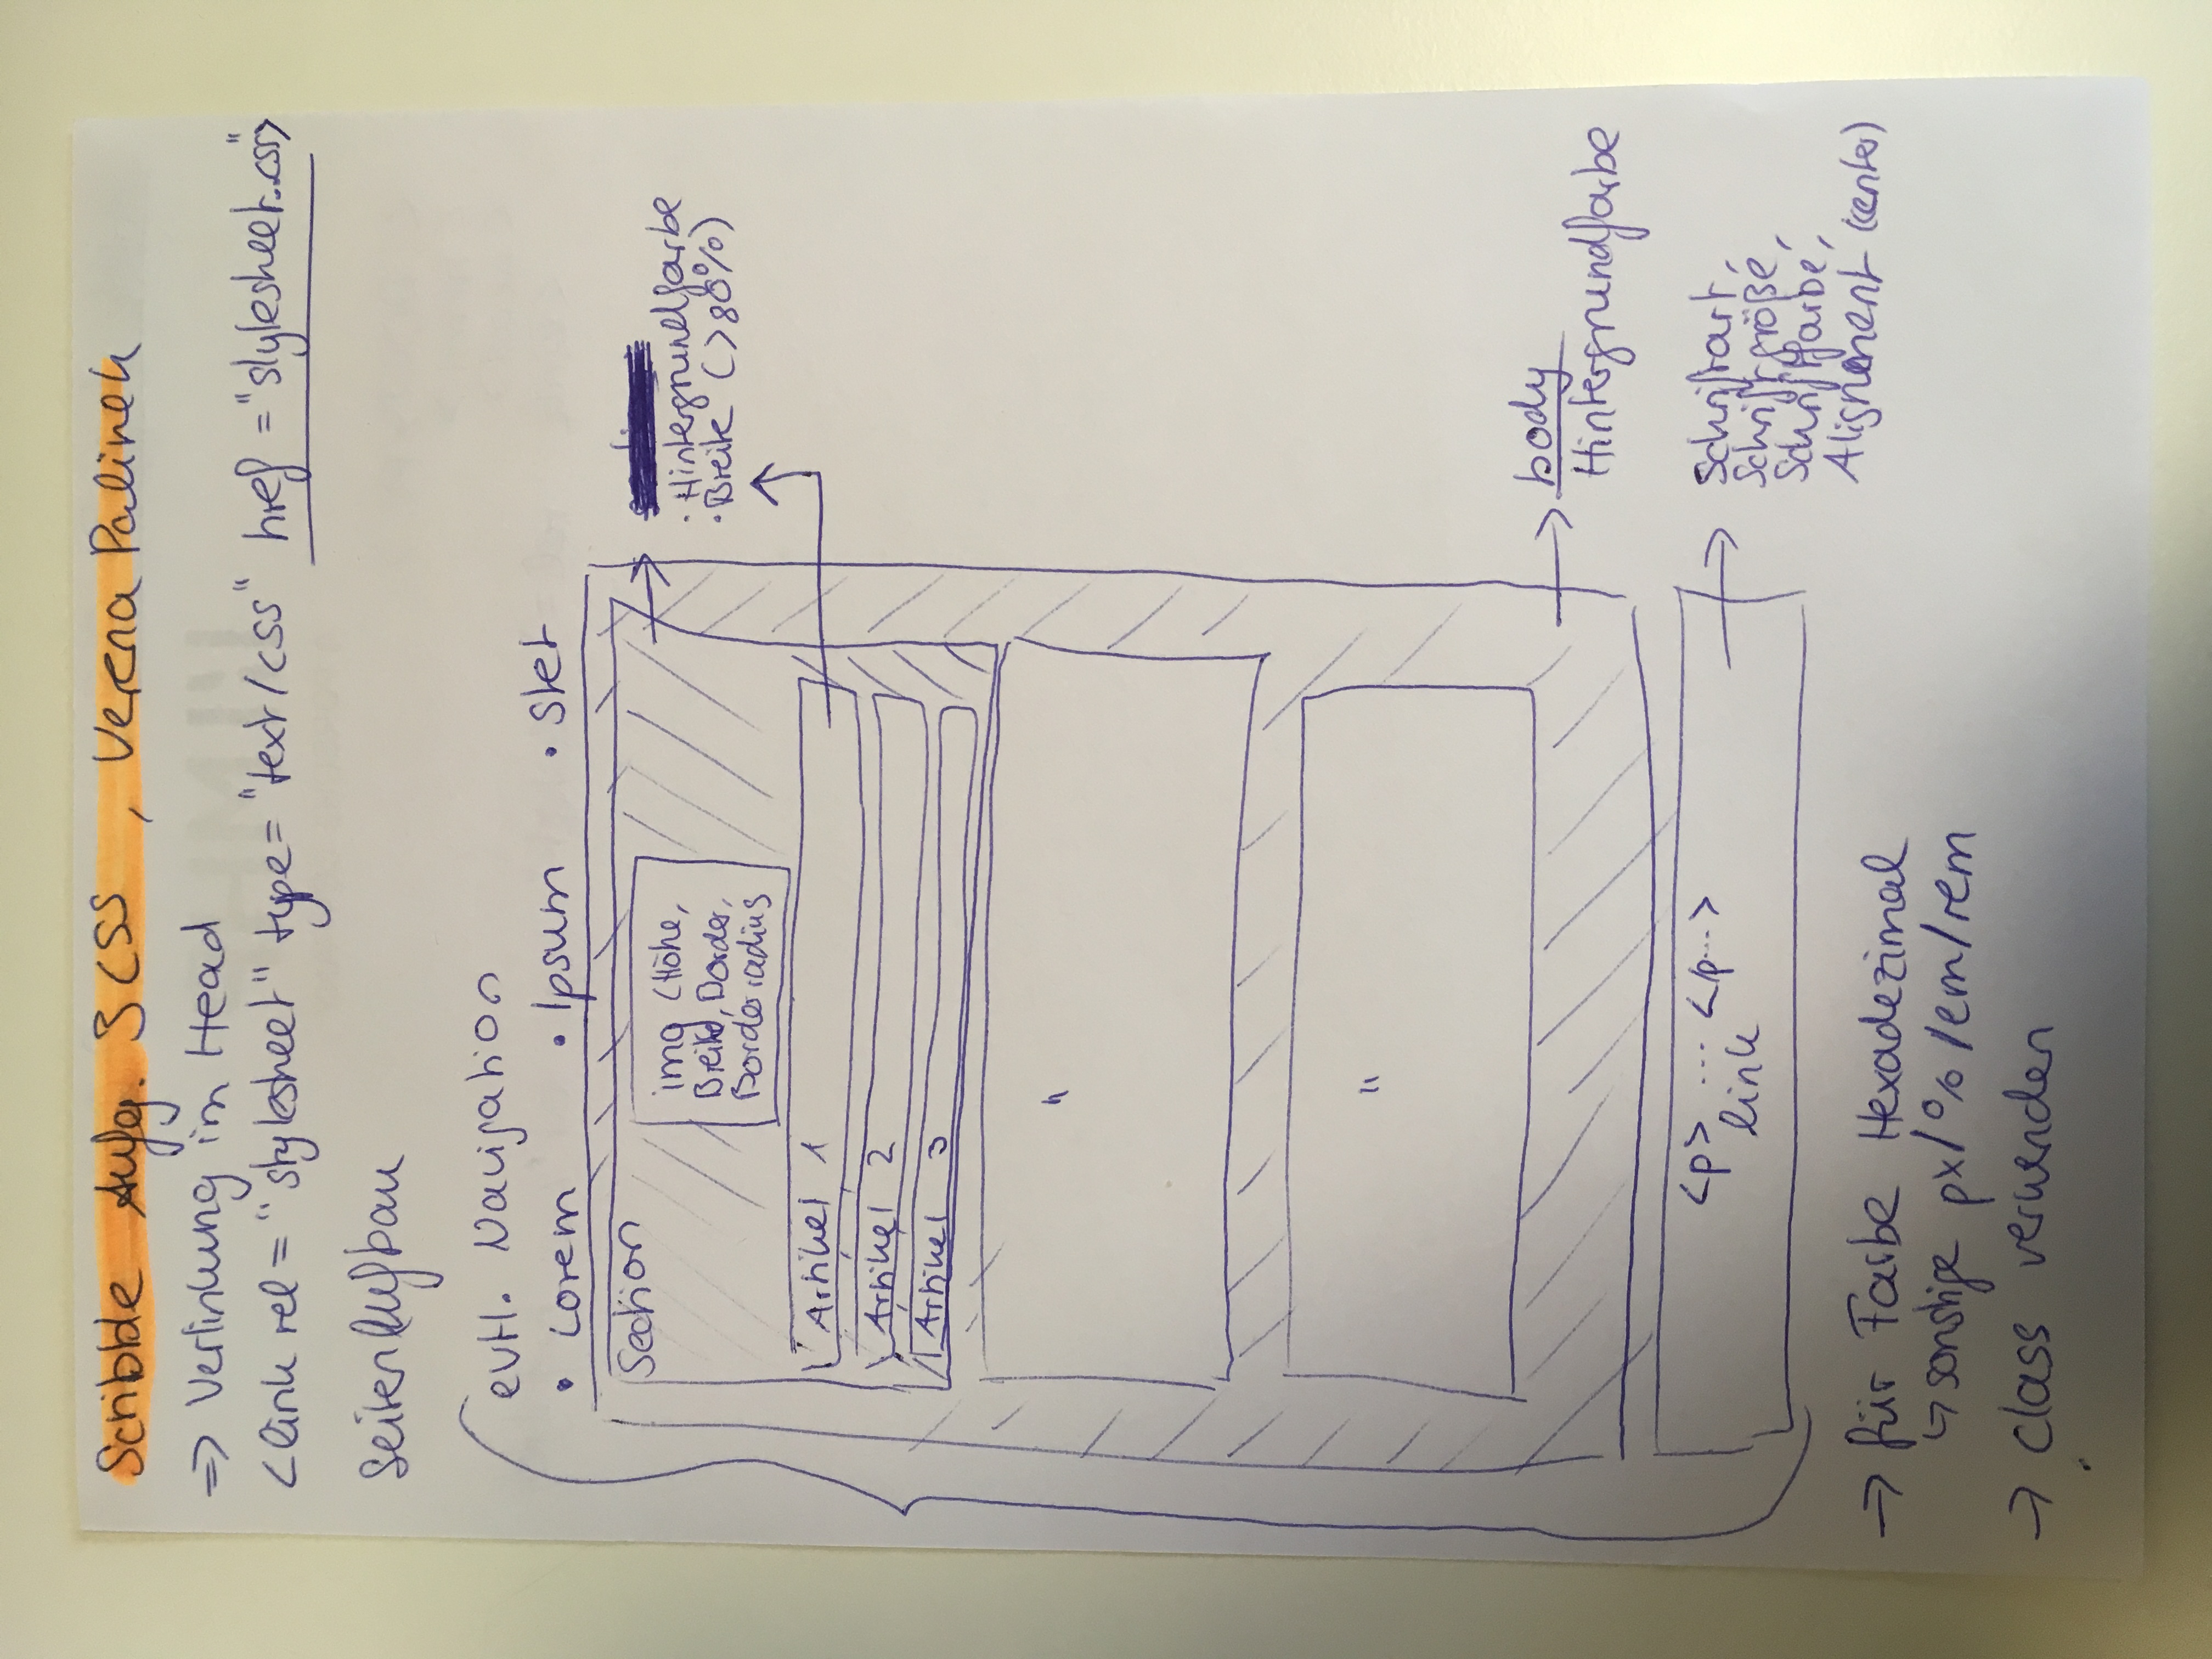 Scribble Aufg. 3 CSS, Verena Palinek
=> Verlinkung im Head
<link rel = "stylesheet" type= "text/css" href ="stylesheet.css">
SeitenAufbau
evtl. Navigation
• Lorem • Ipsum • Stet
Section
img (Höhe,
Breite, Border,
Borderradius
· Hintergrundfarbe
· Breite (>80%)
Artikel 1
Artikel 2
Artikel 3
"
"
body
Hintergrundfarbe
<p> ... </p...>
link
Schriftart,
Schriftgröße,
Schriftfarbe,
Alignment (center)
-> für Farbe Hexadezimal
↳ sonstige px/%/em/rem
-> class verwenden